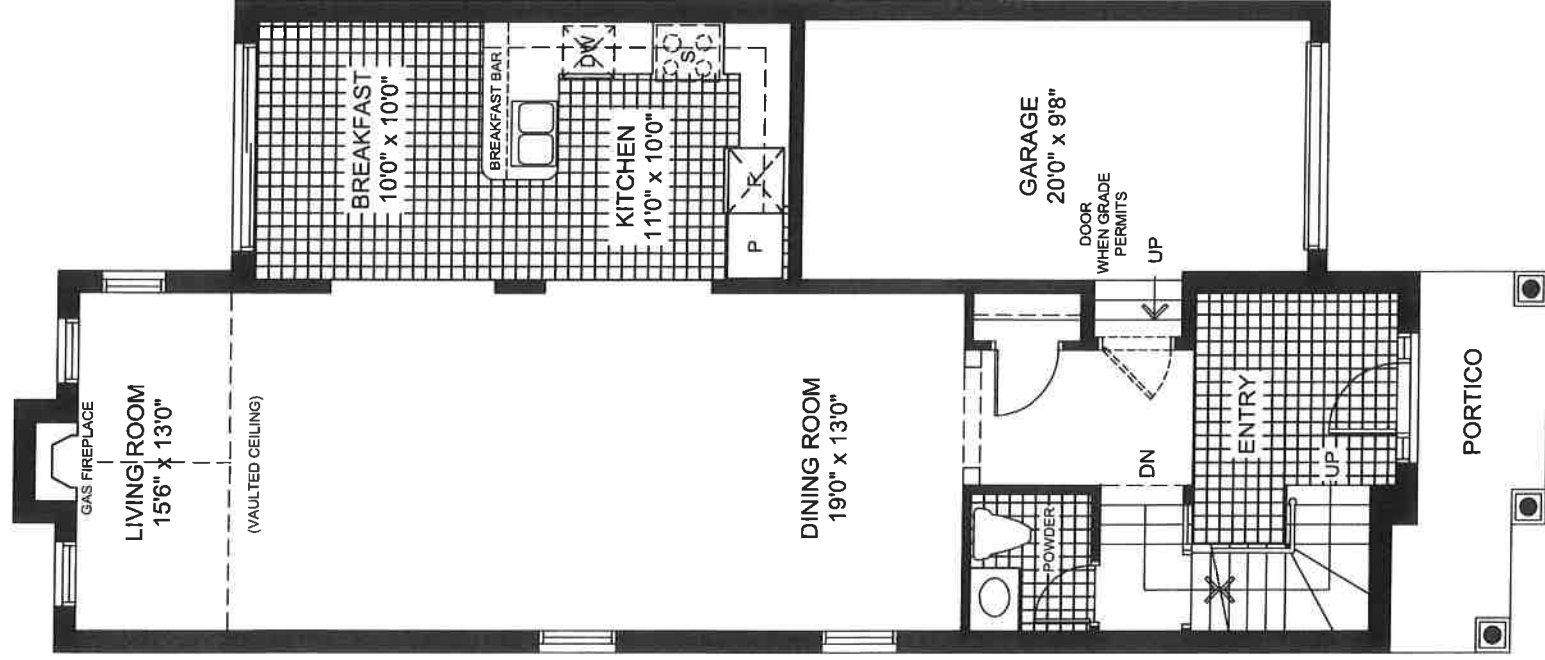 GAS FIREPLACE
LIVING ROOM
15'6" x 13'0"
(VAULTED CEILING)
BREAKFAST
10'0" x 10'0"
BREAKFAST BAR
DW
S
KITCHEN
11'0" x 10'0"
R
P
DINING ROOM
19'0" x 13'0"
GARAGE
20'0" x 9'8"
DOOR
WHEN GRADE
PERMITS
UP
POWDER
DN
ENTRY
UP
PORTICO